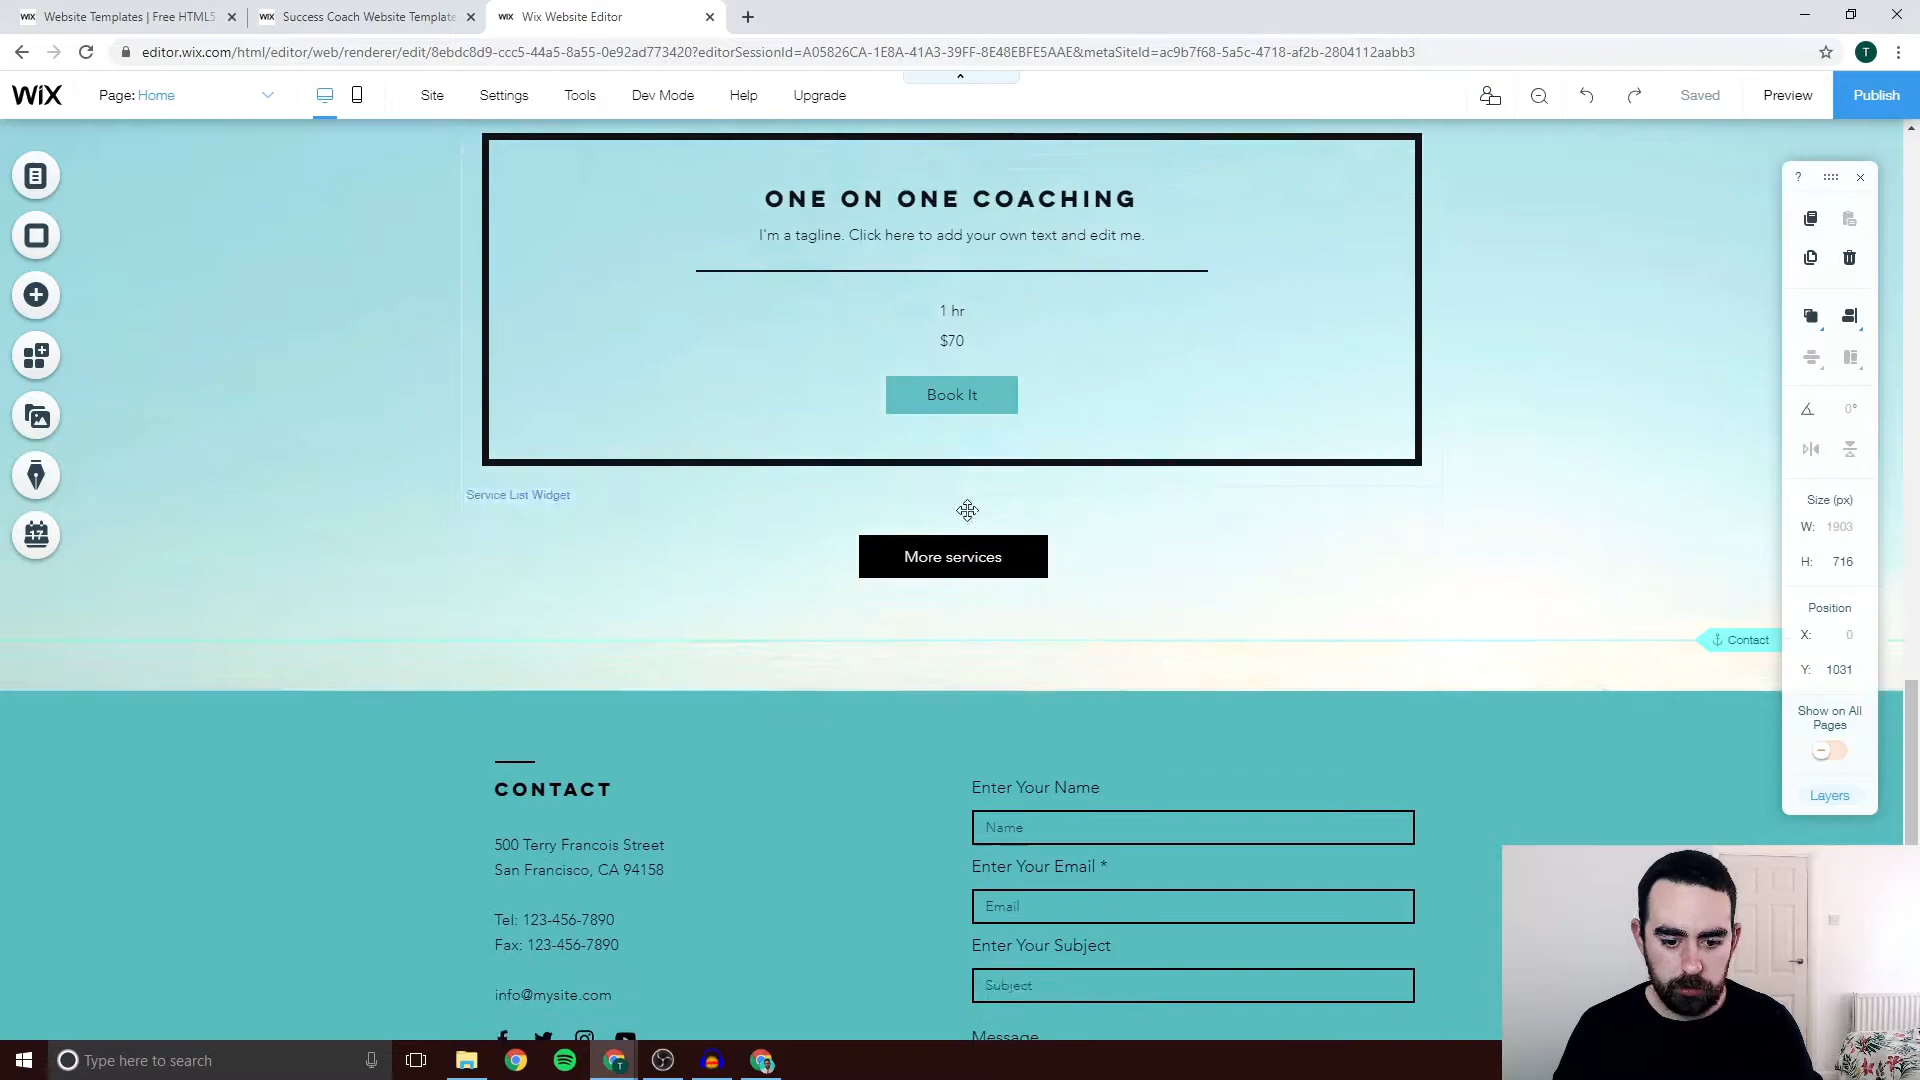 WIX Website Templates | Free HTML5
WIX Success Coach Website Template
WIX Wix Website Editor
editor.wix.com/html/editor/web/renderer/edit/8ebdc8d9-ccc5-44a5-8a55-0e92ad773420?editorSessionId=A05826CA-1E8A-41A3-39FF-8E48EBFE5AAE&metaSiteId=ac9b7f68-5a5c-4718-af2b-2804112aabb3
T
WiX Page: Home Site Settings Tools Dev Mode Help Upgrade Saved Preview Publish
ONE ON ONE COACHING
I'm a tagline. Click here to add your own text and edit me.
1 hr
$70
Book It
Service List Widget
More services
Contact
17
?
0°
Size (px)
W: 1903
H: 716
Position
X: 0
Y: 1031
Show on All
Pages
Layers
CONTACT
500 Terry Francois Street
San Francisco, CA 94158
Tel: 123-456-7890
Fax: 123-456-7890
info@mysite.com
Enter Your Name
Name
Enter Your Email *
Email
Enter Your Subject
Subject
Message
Type here to search